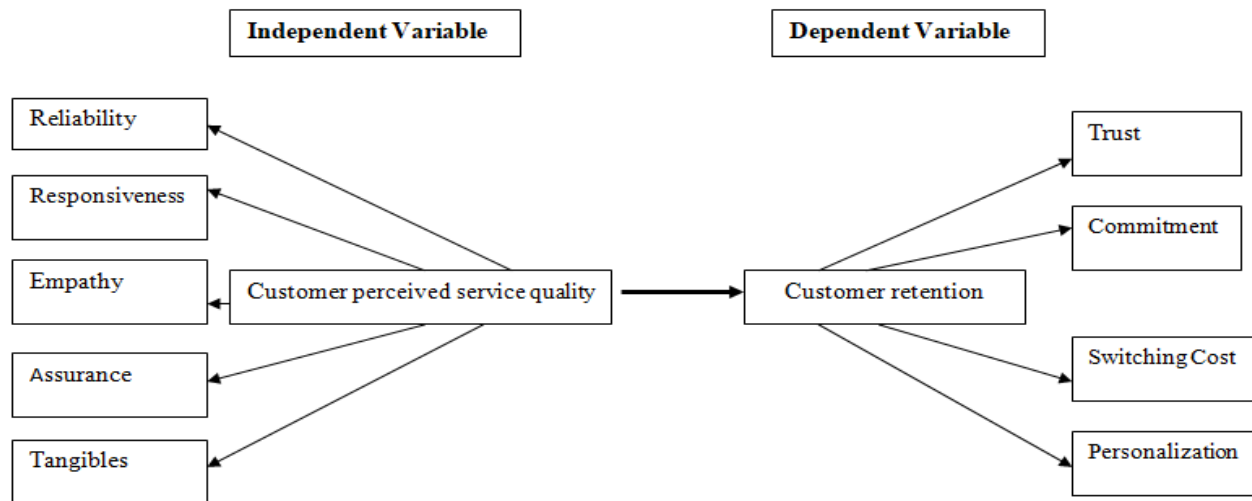 Independent Variable
Dependent Variable
Reliability
Responsiveness
Empathy
Assurance
Tangibles
Customer perceived service quality
Customer retention
Trust
Commitment
Switching Cost
Personalization